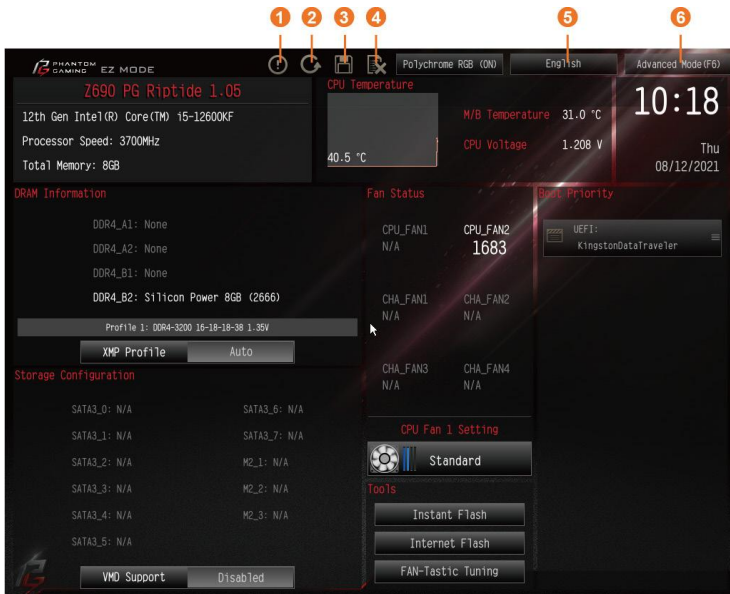 1 2 3 4 5 6
PHANTOM GAMING EZ MODE
Polychrome RGB (ON)
English
Advanced Mode(F6)
Z690 PG Riptide 1.05
12th Gen Intel(R) Core(TM) i5-12600KF
Processor Speed: 3700MHz
Total Memory: 8GB
CPU Temperature
40.5 °C
M/B Temperature 31.0 °C
CPU Voltage 1.208 V
10:18
Thu
08/12/2021
DRAM Information
DDR4_A1: None
DDR4_A2: None
DDR4_B1: None
DDR4_B2: Silicon Power 8GB (2666)
Profile 1: DDR4-3200 16-18-18-38 1.35V
XMP Profile Auto
Storage Configuration
SATA3_0: N/A SATA3_6: N/A
SATA3_1: N/A SATA3_7: N/A
SATA3_2: N/A M2_1: N/A
SATA3_3: N/A M2_2: N/A
SATA3_4: N/A M2_3: N/A
SATA3_5: N/A
VMD Support Disabled
Fan Status
CPU_FAN1 CPU_FAN2
N/A 1683
CHA_FAN1 CHA_FAN2
N/A N/A
CHA_FAN3 CHA_FAN4
N/A N/A
CPU Fan 1 Setting
Standard
Tools
Instant Flash
Internet Flash
FAN-Tastic Tuning
Boot Priority
UEFI:
KingstonDataTraveler